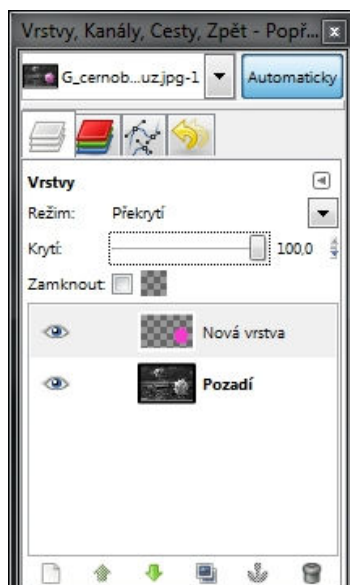 Vrstvy, Kanály, Cesty, Zpět - Popř...
G_cernob...uz.jpg-1 Automaticky
Vrstvy
Režim: Překrytí
Krytí: 100,0
Zamknout:
Nová vrstva
Pozadí